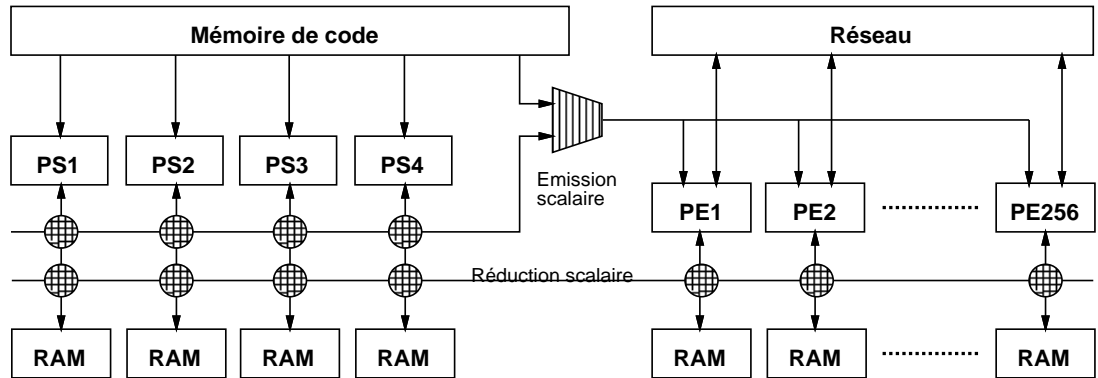 Mémoire de code
Réseau
PS1
PS2
PS3
PS4
Emission
scalaire
PE1
PE2
PE256
Réduction scalaire
RAM
RAM
RAM
RAM
RAM
RAM
RAM